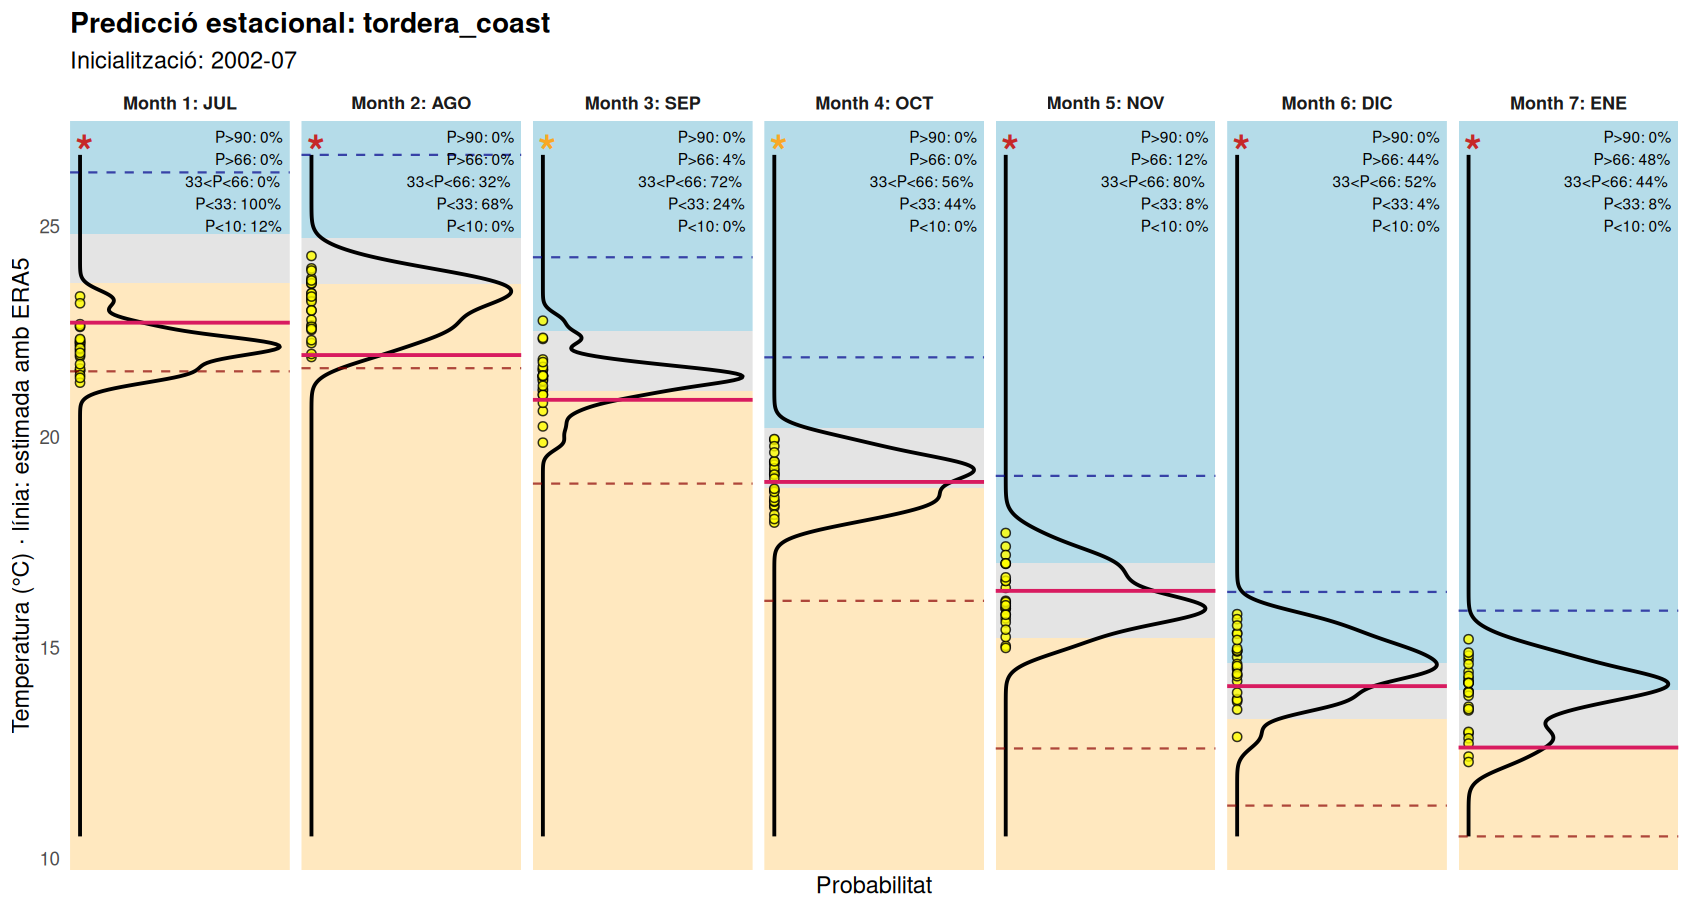 Predicció estacional: tordera_coast
Inicialització: 2002-07
Month 1: JUL
Month 2: AGO
Month 3: SEP
Month 4: OCT
Month 5: NOV
Month 6: DIC
Month 7: ENE
*
P>90: 0%
P>66: 0%
33<P<66: 0%
P<33: 100%
P<10: 12%
*
P>90: 0%
P>66: 0%
33<P<66: 32%
P<33: 68%
P<10: 0%
*
P>90: 0%
P>66: 4%
33<P<66: 72%
P<33: 24%
P<10: 0%
*
P>90: 0%
P>66: 0%
33<P<66: 56%
P<33: 44%
P<10: 0%
*
P>90: 0%
P>66: 12%
33<P<66: 80%
P<33: 8%
P<10: 0%
*
P>90: 0%
P>66: 44%
33<P<66: 52%
P<33: 4%
P<10: 0%
*
P>90: 0%
P>66: 48%
33<P<66: 44%
P<33: 8%
P<10: 0%
25
20
15
10
Temperatura (°C) · línia: estimada amb ERA5
Probabilitat